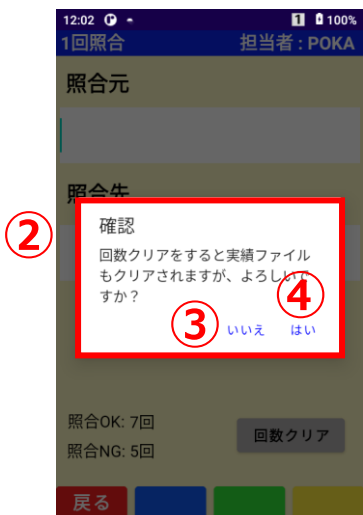 12:02 1 100%
1回照合 担当者 : POKA
照合元
照合先
②
確認
回数クリアをすると実績ファイル
もクリアされますが、よろしいで
すか？
④
③ いいえ はい
照合OK: 7回
回数クリア
照合NG: 5回
戻る